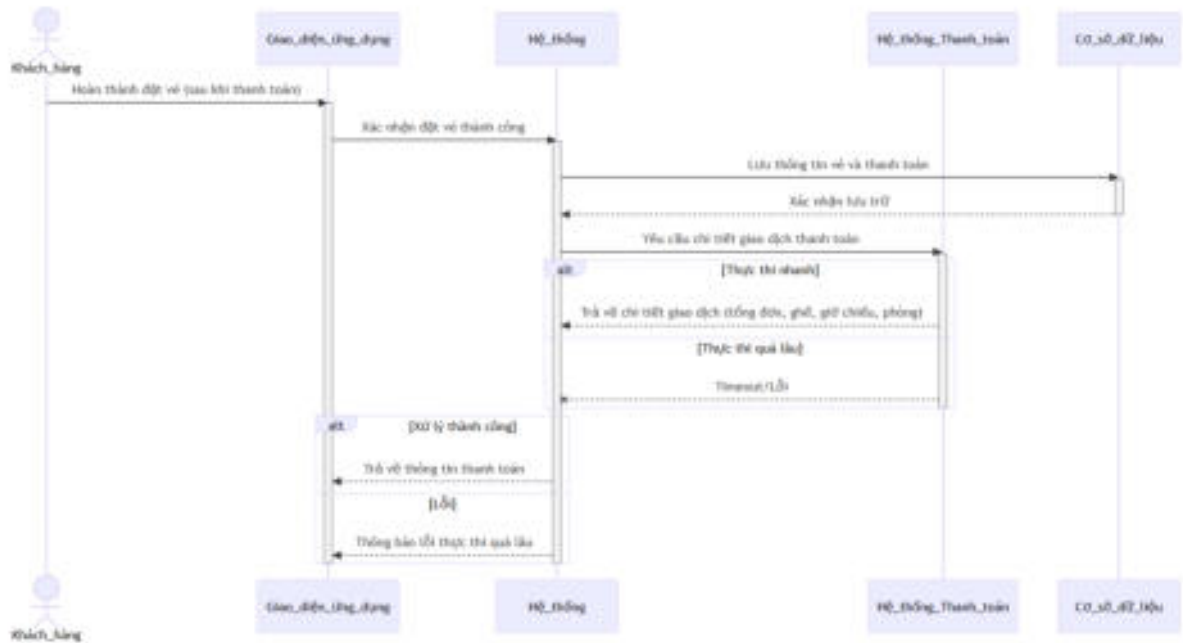 Giao_diện_ứng_dụng
Hệ_thống
Hệ_thống_Thanh_toán
Cơ_sở_dữ_liệu
Khách_hàng
Hoàn thành đặt vé (sau khi thanh toán)
Xác nhận đặt vé thành công
Lưu thông tin vé và thanh toán
Xác nhận lưu trữ
Yêu cầu chi tiết giao dịch thanh toán
alt
[Thực thi nhanh]
Trả về chi tiết giao dịch (tổng đơn, ghế, giờ chiếu, phòng)
[Thực thi quá lâu]
Timeout/Lỗi
alt
[Xử lý thành công]
Trả về thông tin thanh toán
[Lỗi]
Thông báo lỗi thực thi quá lâu
Giao_diện_ứng_dụng
Hệ_thống
Hệ_thống_Thanh_toán
Cơ_sở_dữ_liệu
Khách_hàng